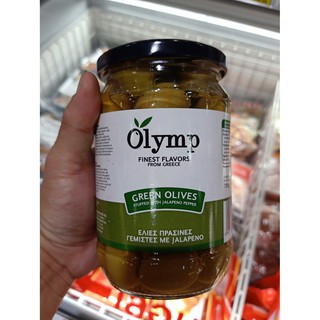 Olymp
FINEST FLAVORS
FROM GREECE
GREEN OLIVES
STUFFED WITH JALAPENO PEPPER
ΕΛΙΕΣ ΠΡΑΣΙΝΕΣ
ΓΕΜΙΣΤΕΣ ΜΕ JALAPENO